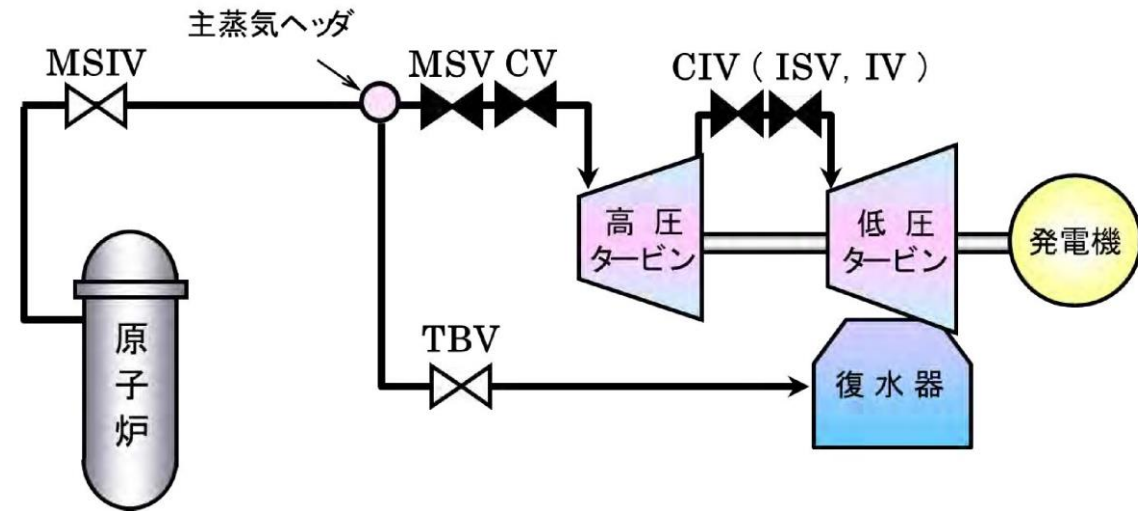 主蒸気ヘッダ
MSIV
MSV CV
CIV ( ISV, IV )
高圧
タービン
低圧
タービン
発電機
原
子
炉
TBV
復水器